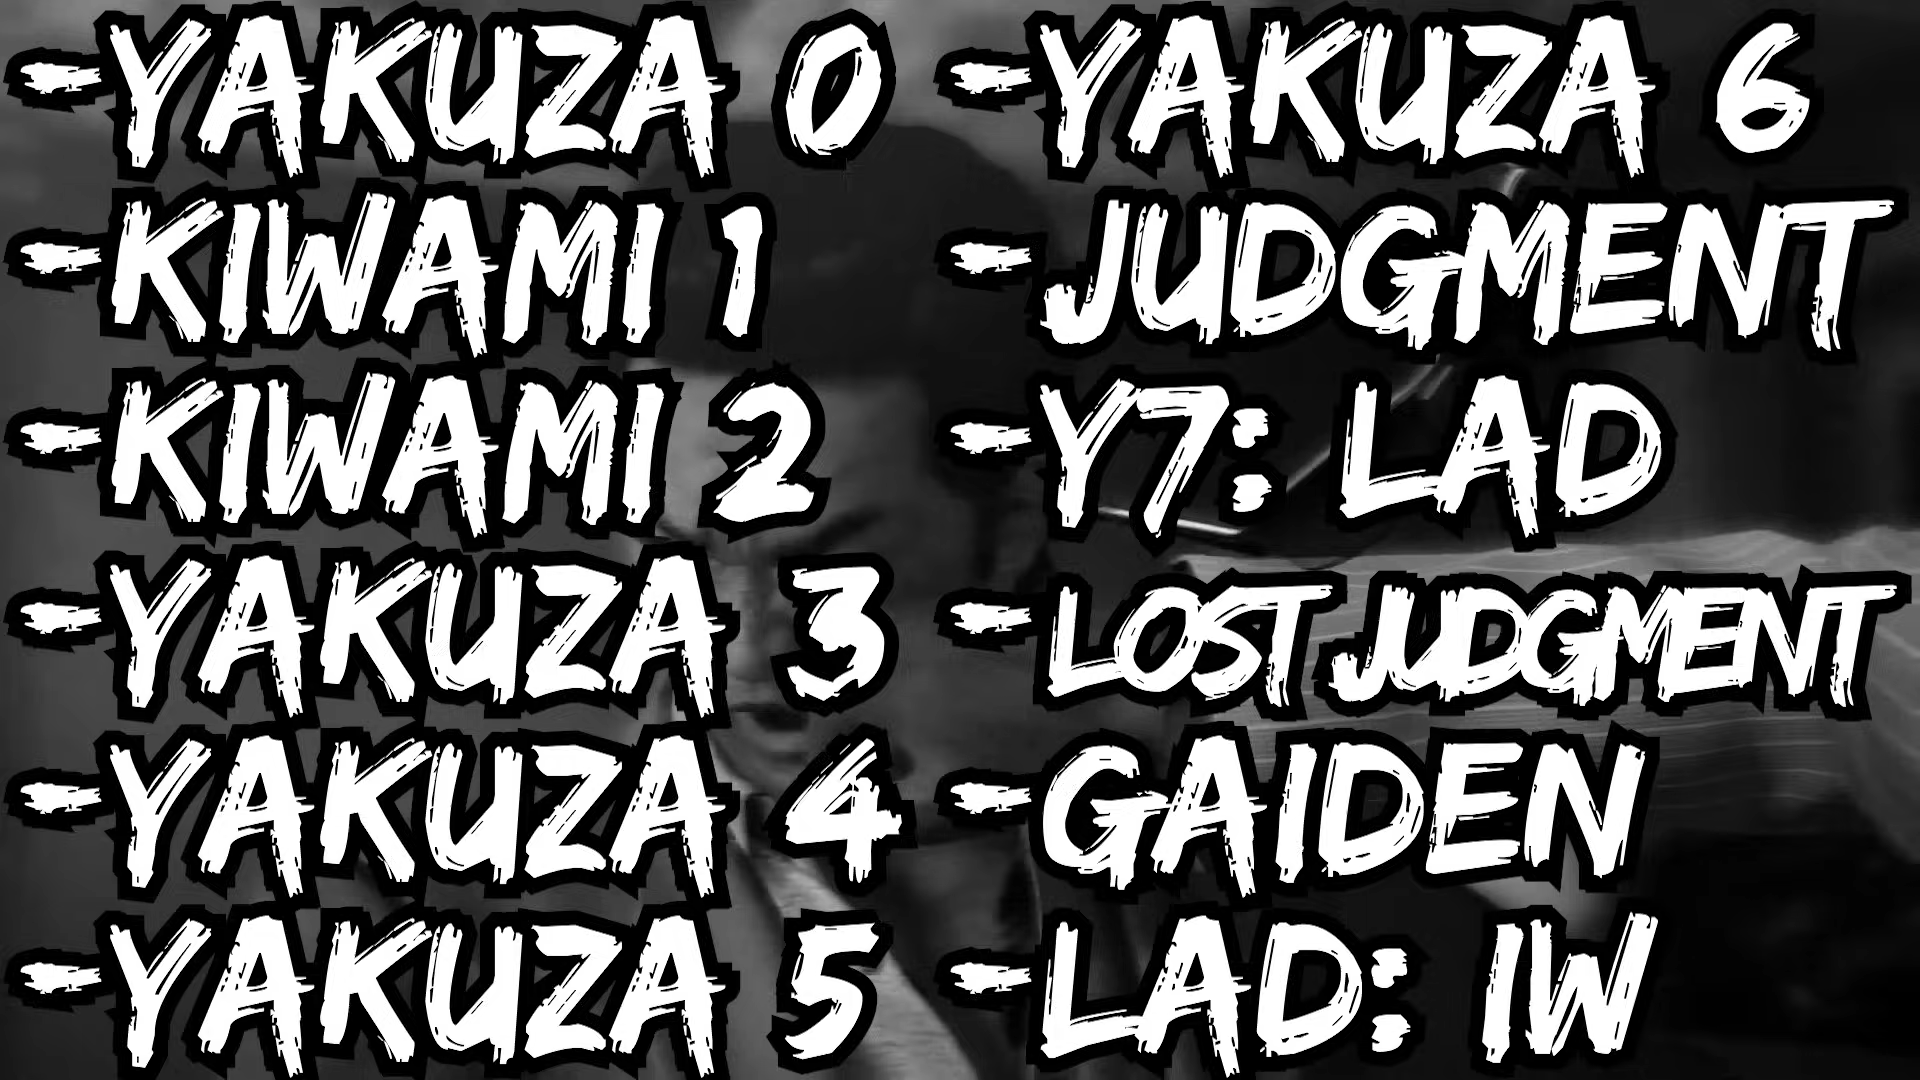 -YAKUZA 0
-KIWAMI 1
-KIWAMI 2
-YAKUZA 3
-YAKUZA 4
-YAKUZA 5
-YAKUZA 6
-JUDGMENT
-Y7: LAD
-LOST JUDGMENT
-GAIDEN
-LAD: IW